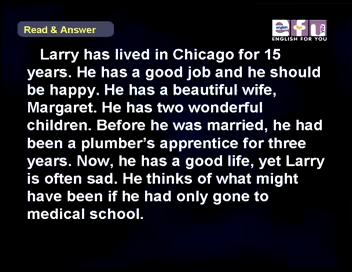 Read & Answer
efu
ENGLISH FOR YOU
Larry has lived in Chicago for 15
years. He has a good job and he should
be happy. He has a beautiful wife,
Margaret. He has two wonderful
children. Before he was married, he had
been a plumber's apprentice for three
years. Now, he has a good life, yet Larry
is often sad. He thinks of what might
have been if he had only gone to
medical school.